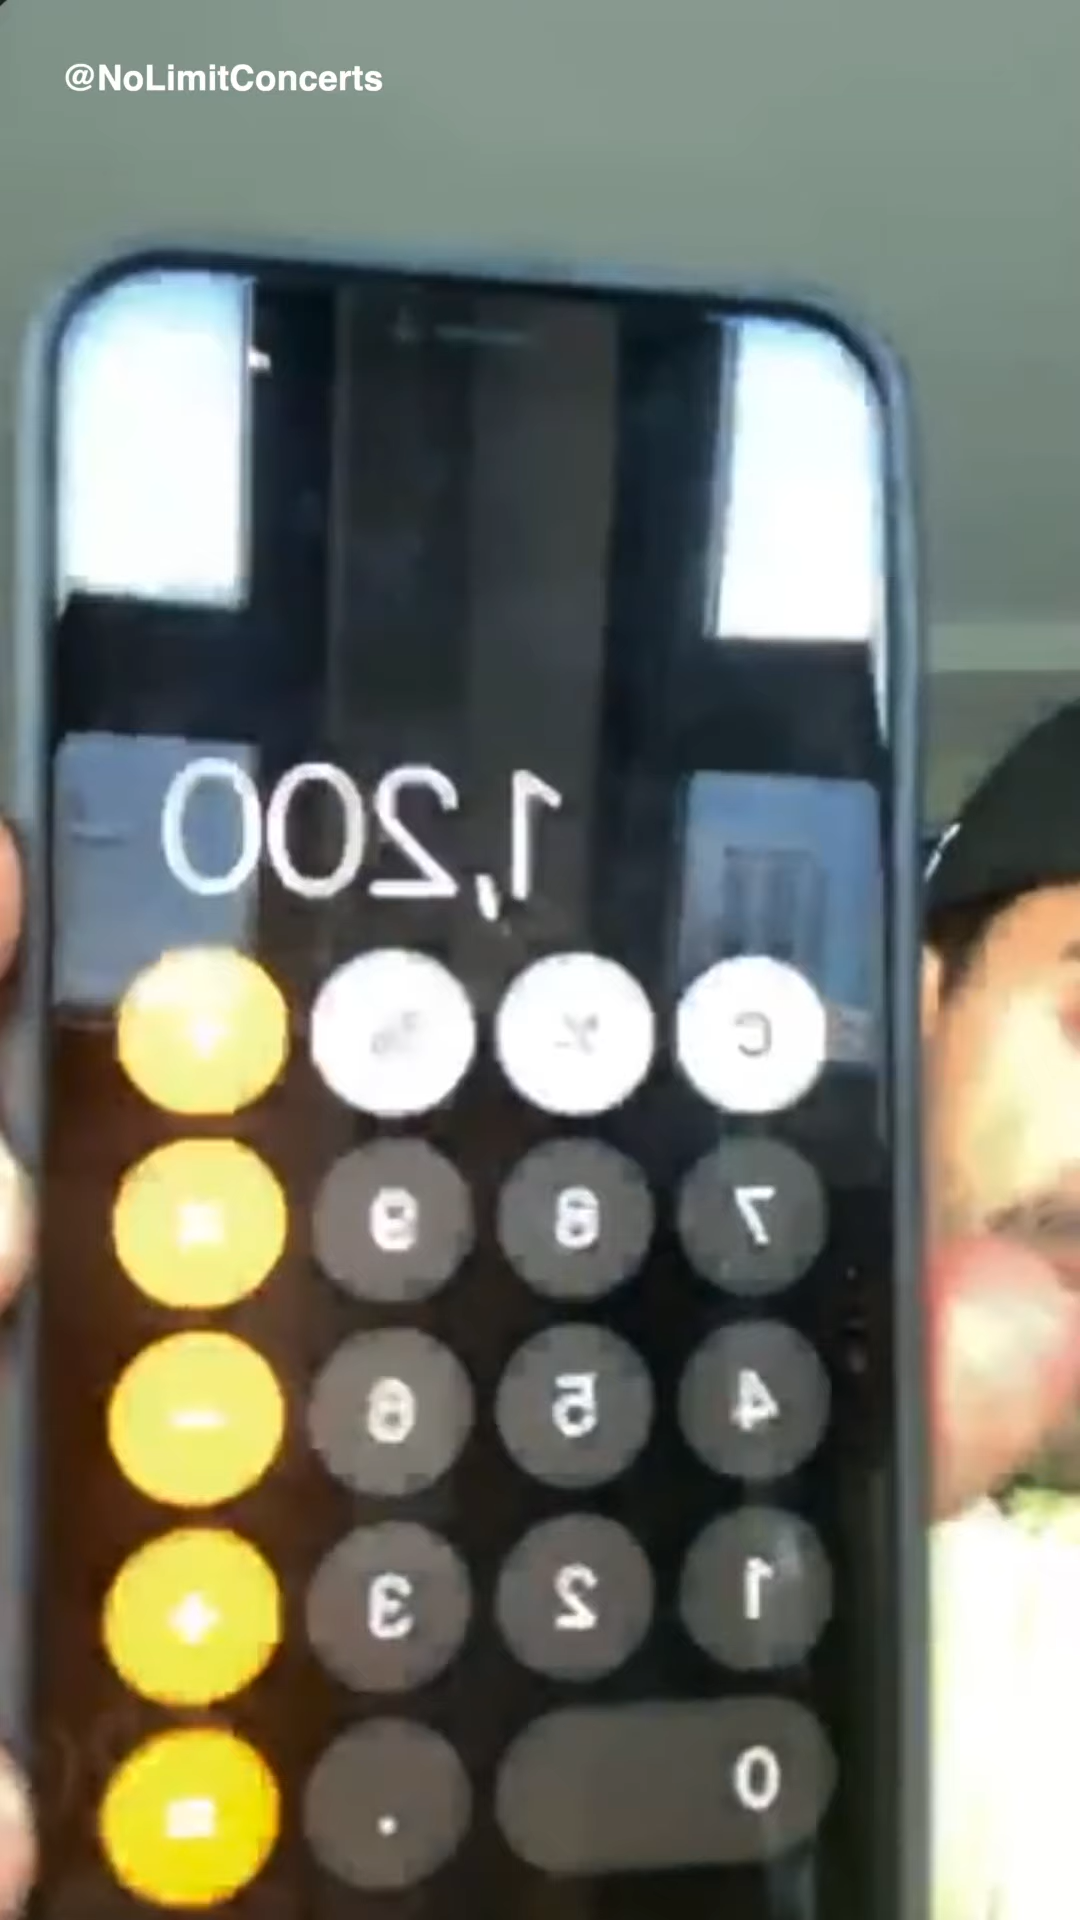 @NoLimitConcerts
1,200
C
7 8 9 ×
4 5 6 −
1 2 3 +
0 . =